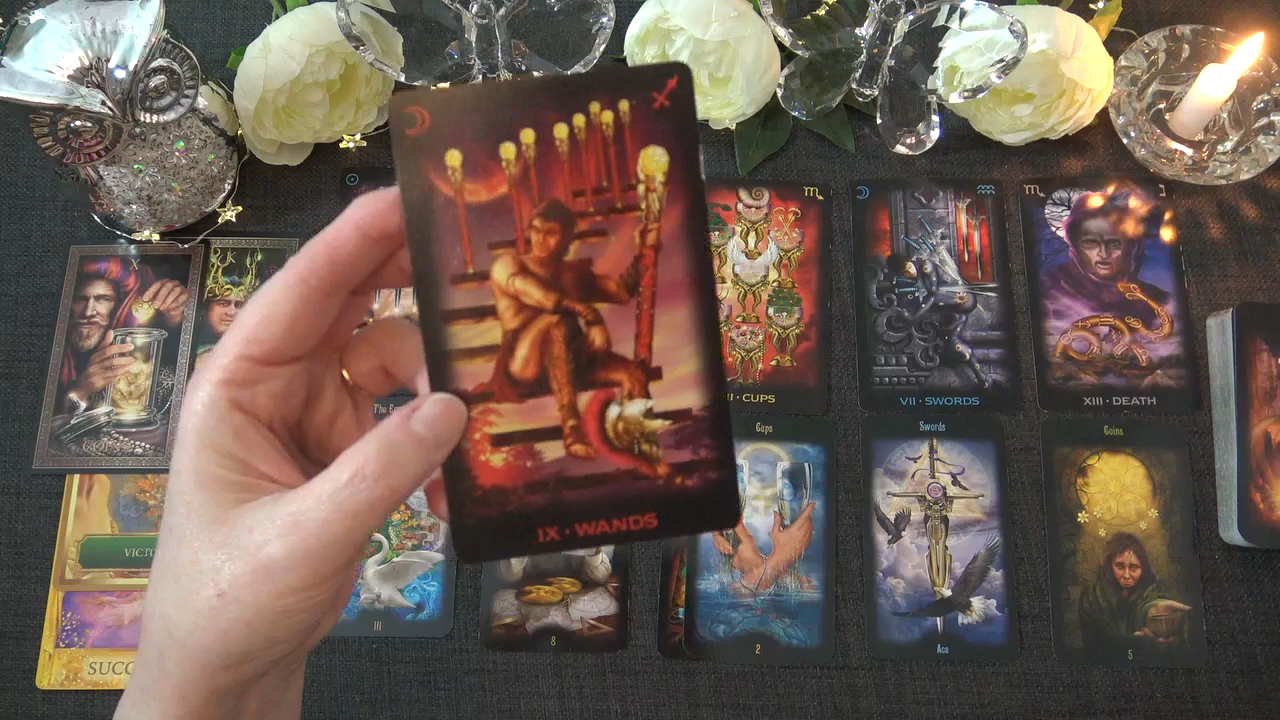 K
IX · WANDS
II · CUPS
VII · SWORDS
XIII · DEATH
The Em
Cups
Swords
Coins
VICTO
SUCC
III
8
2
Ace
5